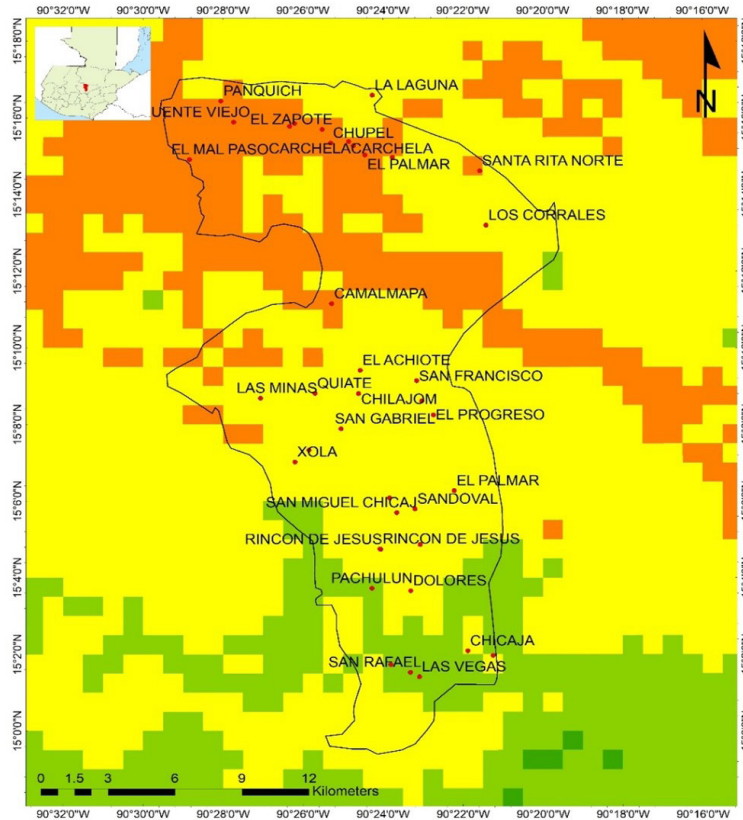 90°32'0"W 90°30'0"W 90°28'0"W 90°26'0"W 90°24'0"W 90°22'0"W 90°20'0"W 90°18'0"W 90°16'0"W
15°18'0"N
15°16'0"N
15°14'0"N
15°12'0"N
15°10'0"N
15°8'0"N
15°6'0"N
15°4'0"N
15°2'0"N
15°0'0"N
N
LA LAGUNA
PANQUICH
UENTE VIEJO
EL ZAPOTE
CHUPEL
EL MAL PASO
CARCHELA
CARCHELA
EL PALMAR
SANTA RITA NORTE
LOS CORRALES
CAMALMAPA
EL ACHIOTE
SAN FRANCISCO
LAS MINAS
QUIATE
CHILAJOM
SAN GABRIEL
EL PROGRESO
XOLA
EL PALMAR
SAN MIGUEL CHICAJ
SANDOVAL
RINCON DE JESUS
RINCON DE JESUS
PACHULUN
DOLORES
CHICAJA
SAN RAFAEL
LAS VEGAS
0 1.5 3 6 9 12
Kilometers
90°32'0"W 90°30'0"W 90°28'0"W 90°26'0"W 90°24'0"W 90°22'0"W 90°20'0"W 90°18'0"W 90°16'0"W